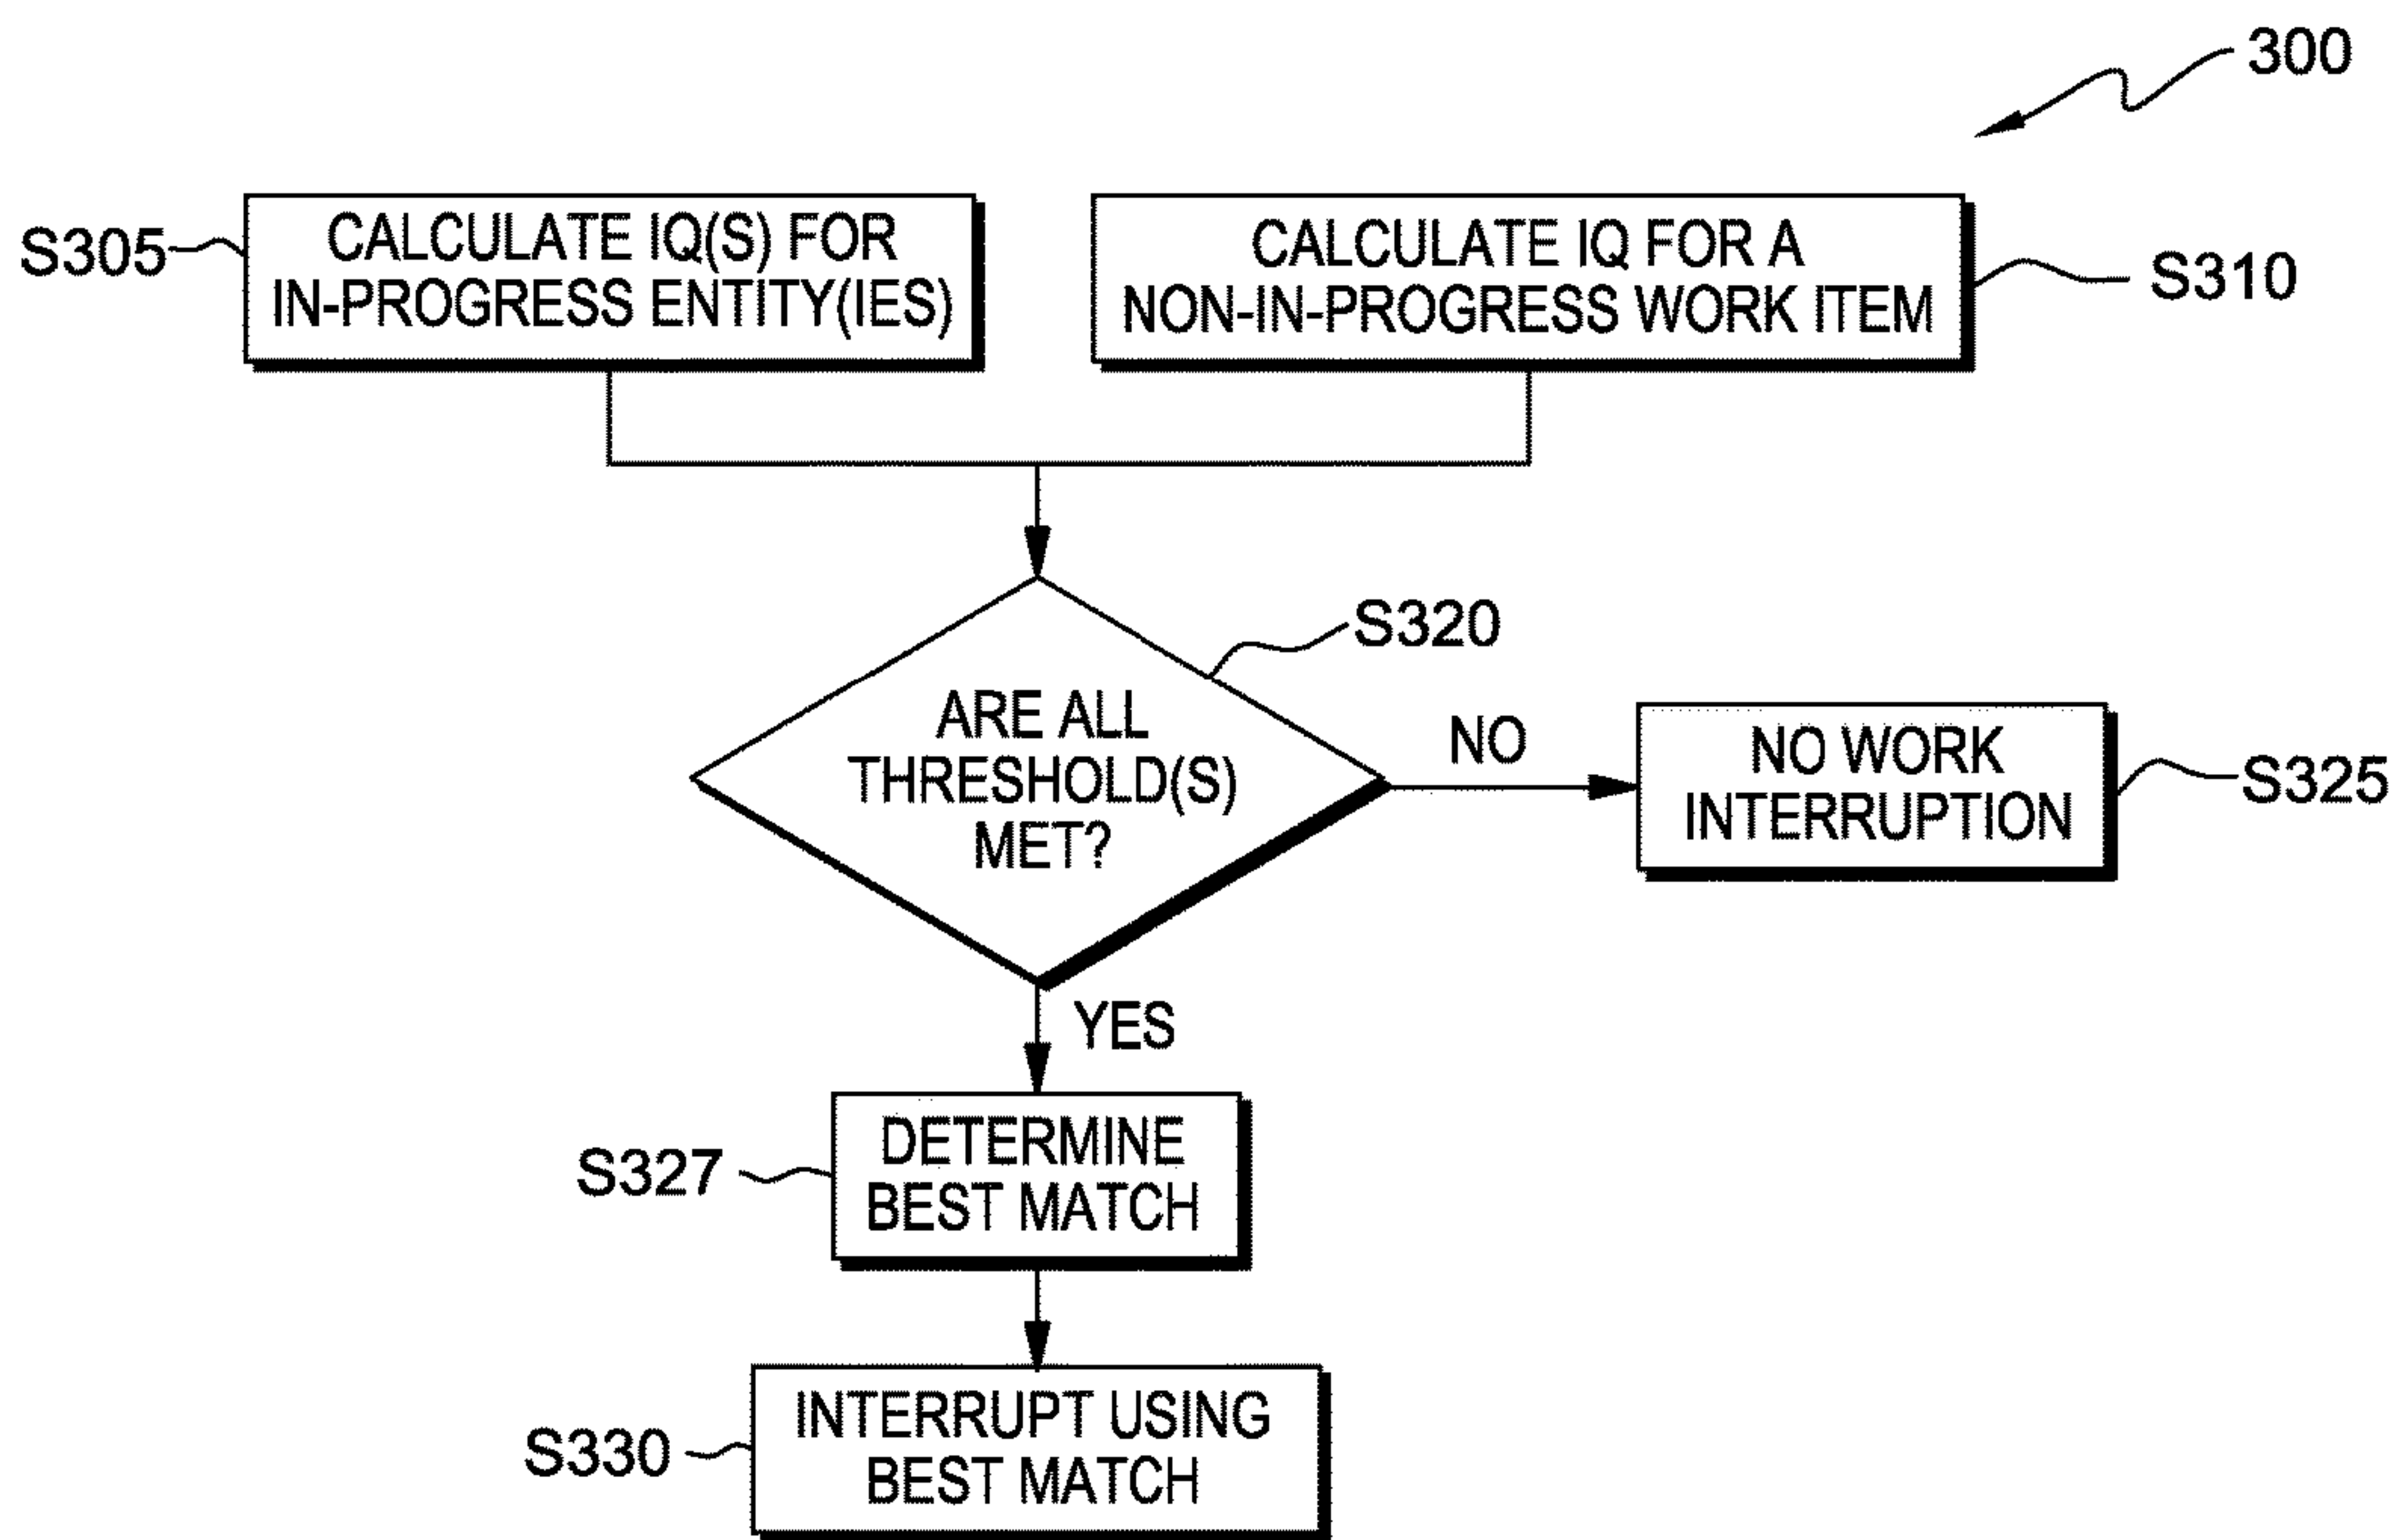 300
S305
CALCULATE IQ(S) FOR
IN-PROGRESS ENTITY(IES)
CALCULATE IQ FOR A
NON-IN-PROGRESS WORK ITEM
S310
S320
ARE ALL
THRESHOLD(S)
MET?
NO
NO WORK
INTERRUPTION
S325
YES
S327
DETERMINE
BEST MATCH
S330
INTERRUPT USING
BEST MATCH